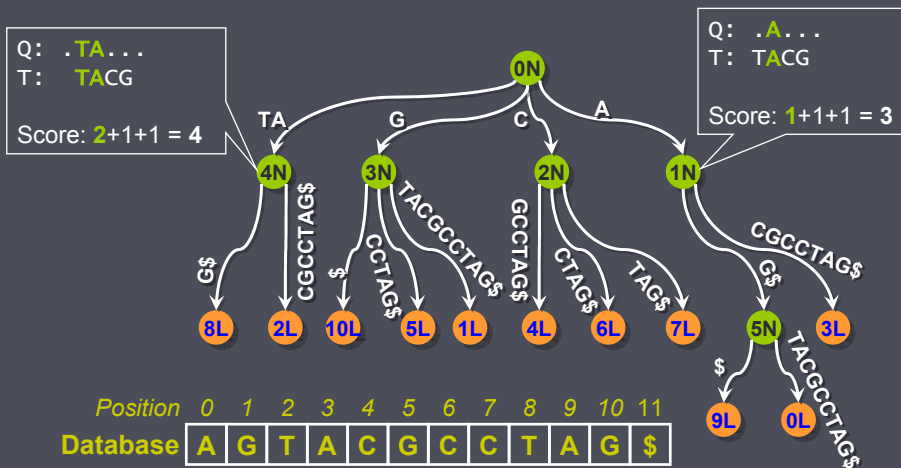 Q: .TA...
T: TACG
Score: 2+1+1 = 4
Q: .A...
T: TACG
Score: 1+1+1 = 3
0N
TA
G
C
A
4N
3N
2N
1N
G$
CGCCTAG$
$
CCTAG$
TACGCCTAG$
GCCTAG$
CTAG$
TAG$
G$
CGCCTAG$
8L
2L
10L
5L
1L
4L
6L
7L
5N
3L
$
TACGCCTAG$
9L
0L
Position 0 1 2 3 4 5 6 7 8 9 10 11
Database A G T A C G C C T A G $